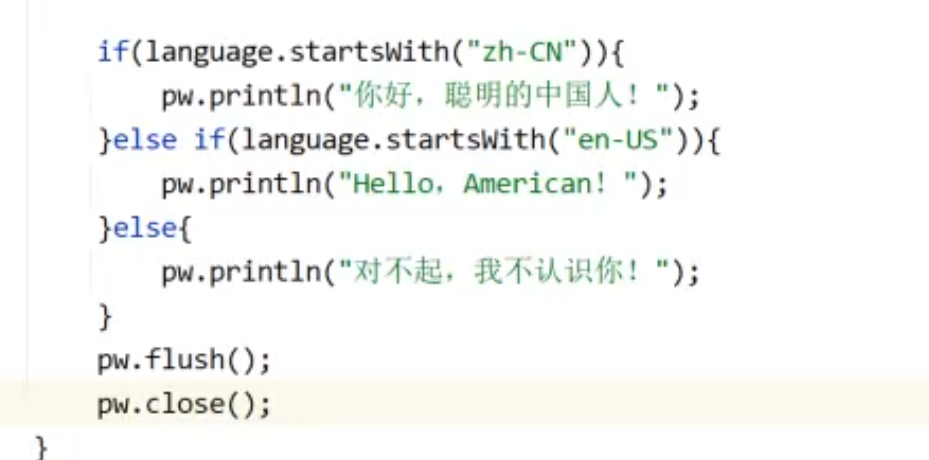 if(language.startsWith("zh-CN")){
pw.println("你好，聪明的中国人！");
}else if(language.startsWith("en-US")){
pw.println("Hello，American！");
}else{
pw.println("对不起，我不认识你！");
}
pw.flush();
pw.close();
}